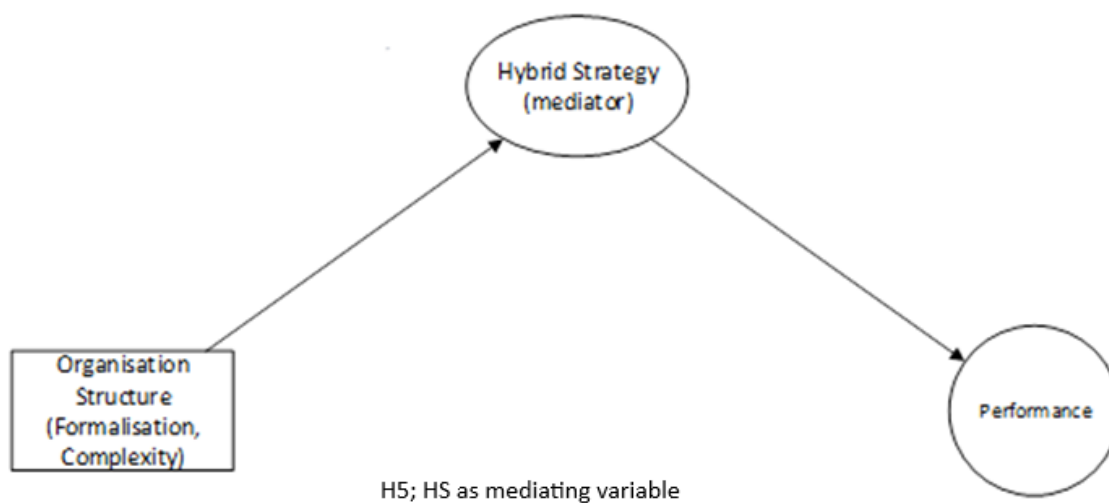 Hybrid Strategy
(mediator)
Organisation
Structure
(Formalisation,
Complexity)
Performance
H5; HS as mediating variable